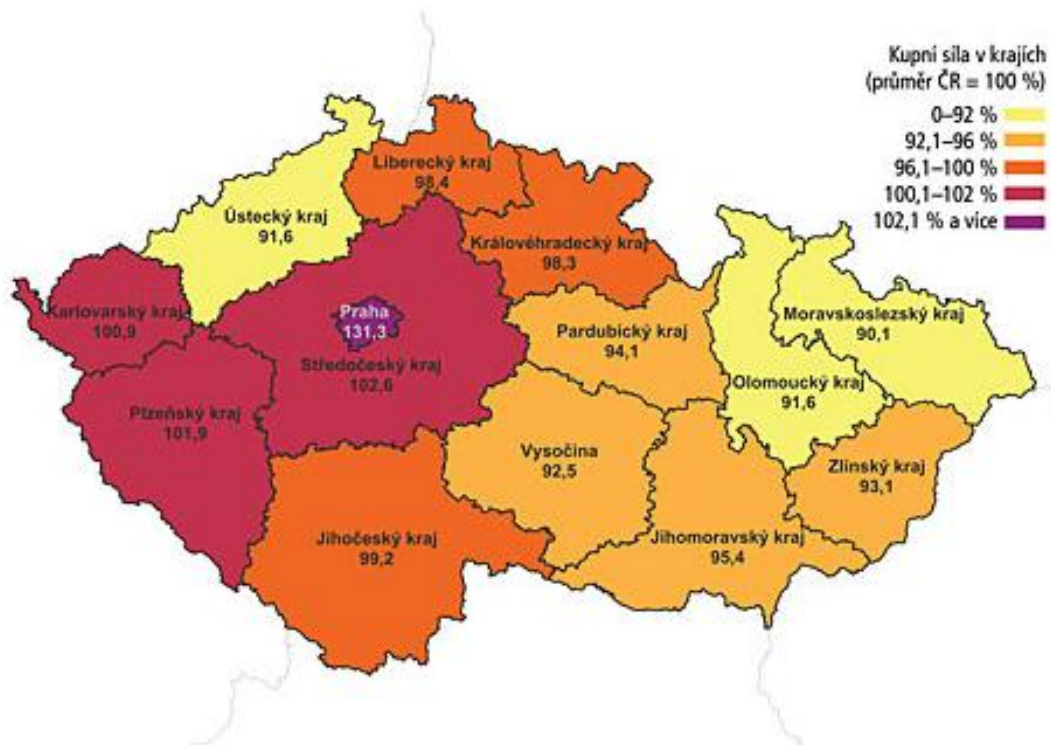 Kupní síla v krajích
(průměr ČR = 100 %)
0–92 %
92,1–96 %
96,1–100 %
100,1–102 %
102,1 % a více
Liberecký kraj
98,4
Ústecký kraj
91,6
Královéhradecký kraj
98,3
Karlovarský kraj
100,9
Praha
131,3
Středočeský kraj
102,6
Pardubický kraj
94,1
Moravskoslezský kraj
90,1
Olomoucký kraj
91,6
Plzeňský kraj
101,9
Vysočina
92,5
Zlínský kraj
93,1
Jihočeský kraj
99,2
Jihomoravský kraj
95,4